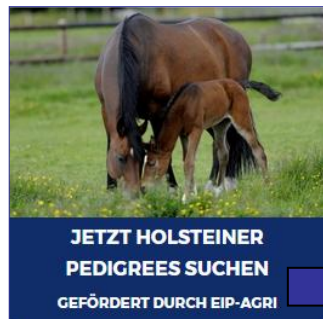 JETZT HOLSTEINER
PEDIGREES SUCHEN
GEFÖRDERT DURCH EIP-AGRI